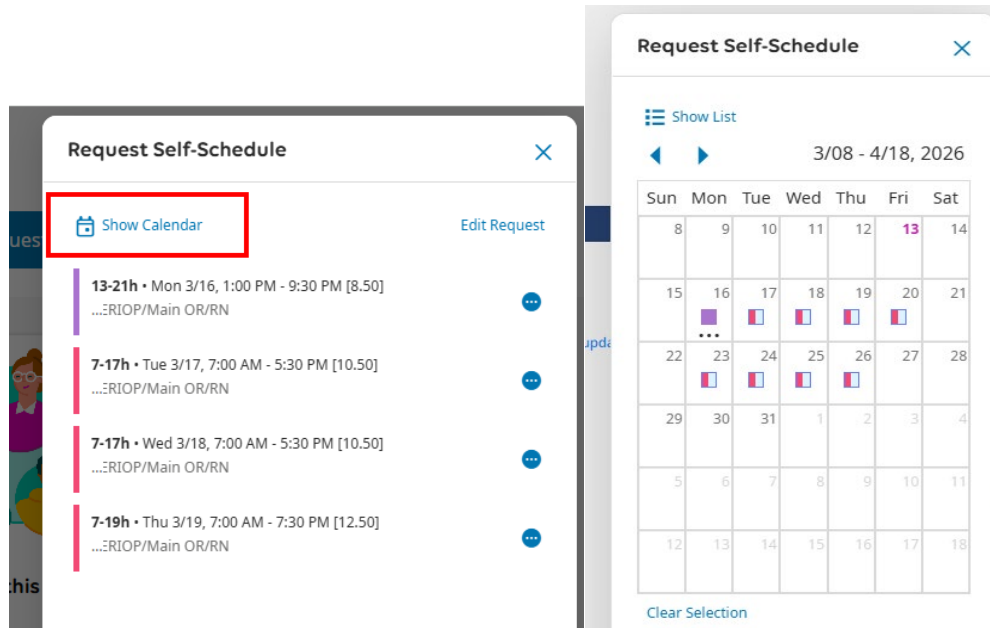 Request Self-Schedule
Show Calendar
Edit Request
13-21h • Mon 3/16, 1:00 PM - 9:30 PM [8.50]
...ERIOP/Main OR/RN
7-17h • Tue 3/17, 7:00 AM - 5:30 PM [10.50]
...ERIOP/Main OR/RN
7-17h • Wed 3/18, 7:00 AM - 5:30 PM [10.50]
...ERIOP/Main OR/RN
7-19h • Thu 3/19, 7:00 AM - 7:30 PM [12.50]
...ERIOP/Main OR/RN
ues
this
Request Self-Schedule
Show List
3/08 - 4/18, 2026
Sun Mon Tue Wed Thu Fri Sat
8 9 10 11 12 13 14
15 16 17 18 19 20 21
22 23 24 25 26 27 28
29 30 31 1 2 3 4
5 6 7 8 9 10 11
12 13 14 15 16 17 18
Clear Selection
upda